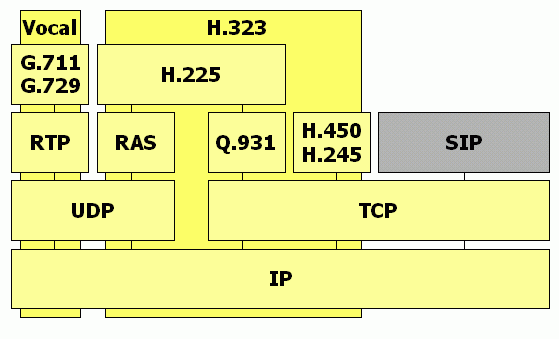 Vocal
H.323
G.711
G.729
H.225
RTP
RAS
Q.931
H.450
H.245
SIP
UDP
TCP
IP